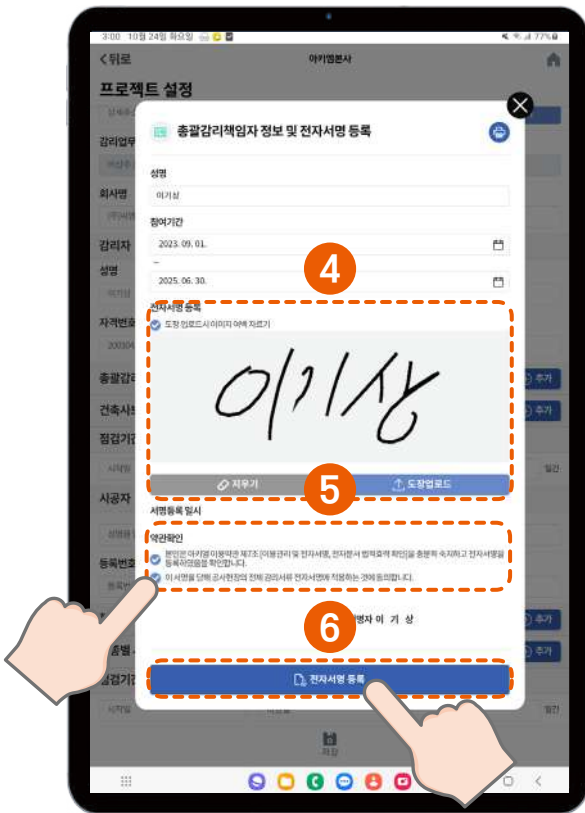 3:00 10월 24일 화요일
77%
뒤로
아키엠본사
프로젝트 설정
감리업무
총괄감리책임자 정보 및 전자서명 등록
성명
이기상
회사명
참여기간
2023. 09. 01.
감리자
–
4
성명
2025. 06. 30.
전자서명 등록
자격번호
도장 업로드시 이미지 여백 자르기
이기상
총괄감리
추가
건축사보
추가
점검기간
시작일
지우기
5
도장업로드
시공자
서명등록 일시
약관확인
본인은 아키엠 이용약관 제7조 [이용관리 및 전자서명, 전자문서 법적효력 확인]을 충분히 숙지하고 전자서명을
등록하였음을 확인합니다.
등록번호
이 서명을 당해 공사현장의 전체 감리서류 전자서명에 적용하는 것에 동의합니다.
6
명자 이 기 상
추가
추가
점검기간
전자서명 등록
시작일
저장